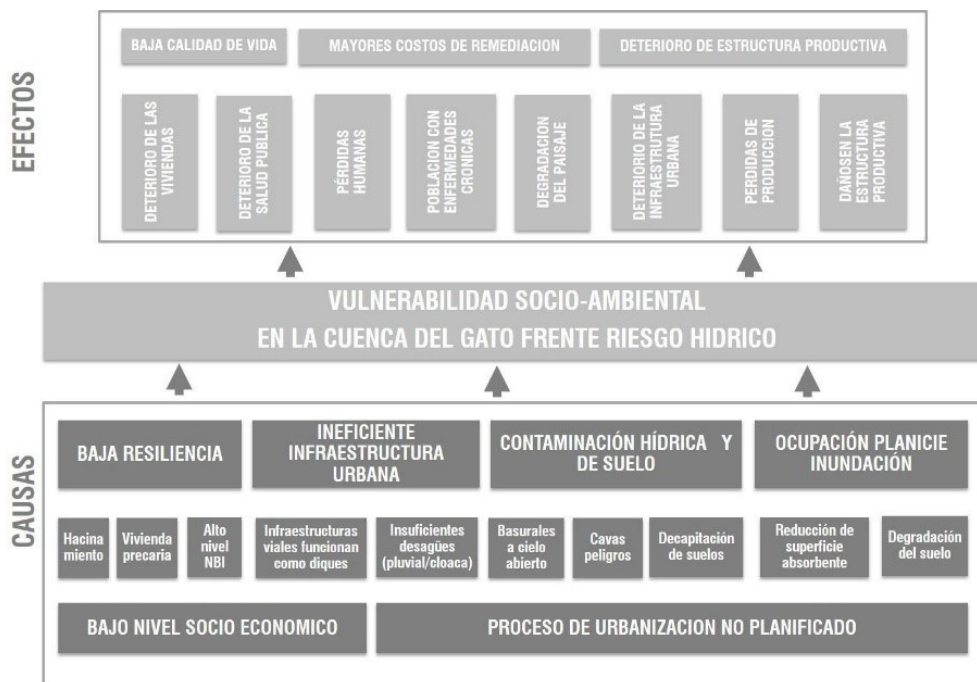 EFECTOS
BAJA CALIDAD DE VIDA
MAYORES COSTOS DE REMEDIACION
DETERIORO DE ESTRUCTURA PRODUCTIVA
DETERIORO DE LAS
VIVIENDAS
DETERIORO DE LA
SALUD PUBLICA
PÉRDIDAS
HUMANAS
POBLACION CON
ENFERMEDADES
CRONICAS
DEGRADACION
DEL PAISAJE
DETERIORO DE LA
INFRAESTRUTURA
URBANA
PERDIDAS DE
PRODUCCION
DAÑOSEN LA
ESTRUCTURA
PRODUCTIVA
VULNERABILIDAD SOCIO-AMBIENTAL
EN LA CUENCA DEL GATO FRENTE RIESGO HIDRICO
CAUSAS
BAJA RESILIENCIA
INEFICIENTE
INFRAESTRUCTURA
URBANA
CONTAMINACIÓN HÍDRICA Y
DE SUELO
OCUPACIÓN PLANICIE
INUNDACIÓN
Hacina
miento
Vivienda
precaria
Alto
nivel
NBI
Infraestructuras
viales funcionan
como diques
Insuficientes
desagües
(pluvial/cloaca)
Basurales
a cielo
abierto
Cavas
peligros
Decapitación
de suelos
Reducción de
superficie
absorbente
Degradación
del suelo
BAJO NIVEL SOCIO ECONOMICO
PROCESO DE URBANIZACION NO PLANIFICADO